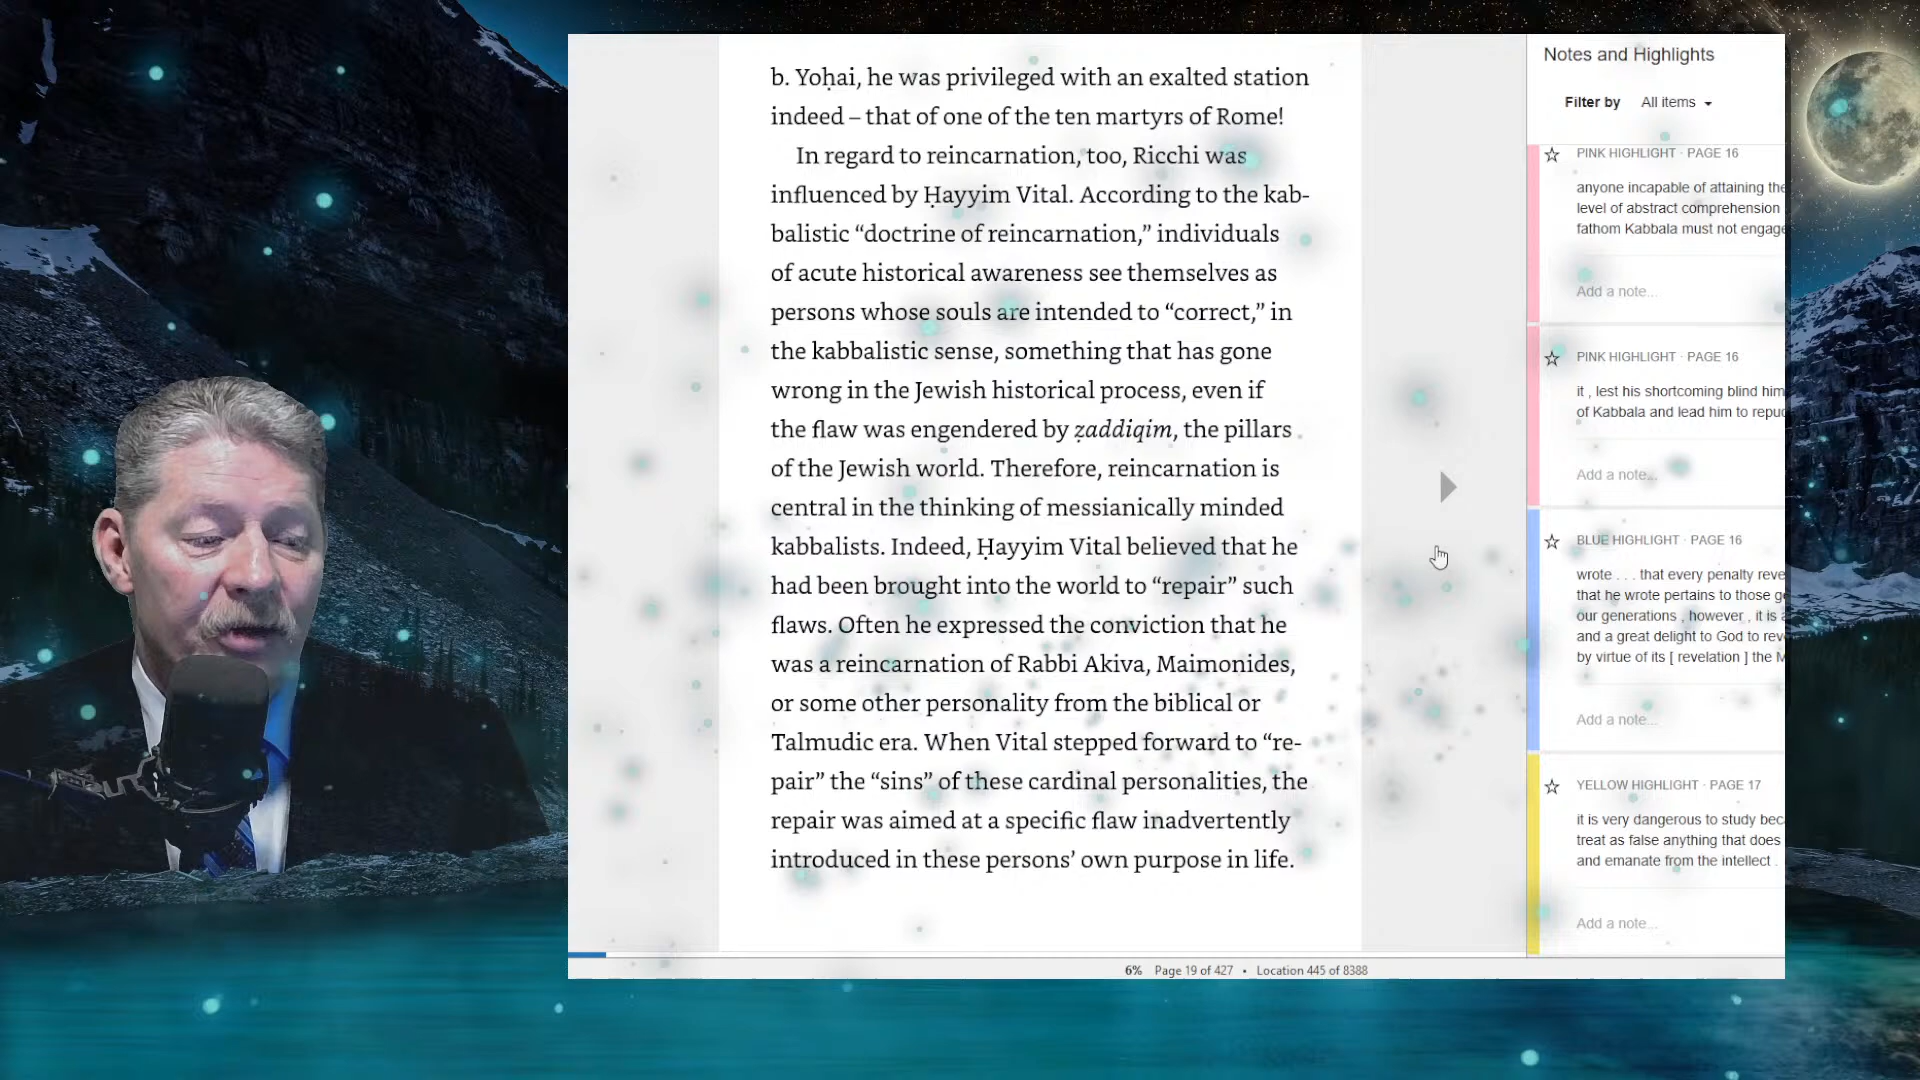 b. Yoḥai, he was privileged with an exalted station
indeed – that of one of the ten martyrs of Rome!
In regard to reincarnation, too, Ricchi was
influenced by Ḥayyim Vital. According to the kab-
balistic “doctrine of reincarnation,” individuals
of acute historical awareness see themselves as
persons whose souls are intended to “correct,” in
the kabbalistic sense, something that has gone
wrong in the Jewish historical process, even if
the flaw was engendered by ẓaddiqim, the pillars
of the Jewish world. Therefore, reincarnation is
central in the thinking of messianically minded
kabbalists. Indeed, Ḥayyim Vital believed that he
had been brought into the world to “repair” such
flaws. Often he expressed the conviction that he
was a reincarnation of Rabbi Akiva, Maimonides,
or some other personality from the biblical or
Talmudic era. When Vital stepped forward to “re-
pair” the “sins” of these cardinal personalities, the
repair was aimed at a specific flaw inadvertently
introduced in these persons’ own purpose in life.
6% Page 19 of 427 • Location 445 of 8388
Notes and Highlights
Filter by All items
PINK HIGHLIGHT · PAGE 16
anyone incapable of attaining the
level of abstract comprehension
fathom Kabbala must not engage
Add a note...
PINK HIGHLIGHT · PAGE 16
it , lest his shortcoming blind him
of Kabbala and lead him to repu
Add a note...
BLUE HIGHLIGHT · PAGE 16
wrote . . . that every penalty reve
that he wrote pertains to those
our generations , however , it is
and a great delight to God to rev
by virtue of its [ revelation ] the
Add a note...
YELLOW HIGHLIGHT · PAGE 17
it is very dangerous to study bec
treat as false anything that does
and emanate from the intellect .
Add a note...